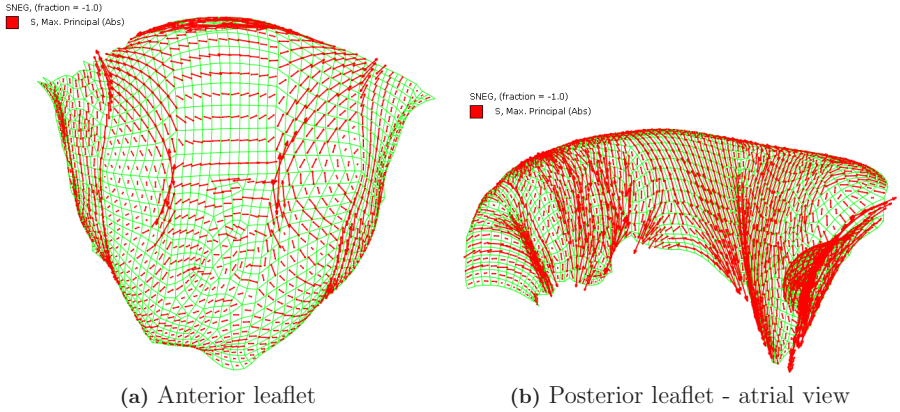 SNEG, (fraction = -1.0)
S, Max. Principal (Abs)
SNEG, (fraction = -1.0)
S, Max. Principal (Abs)
(a) Anterior leaflet
(b) Posterior leaflet - atrial view